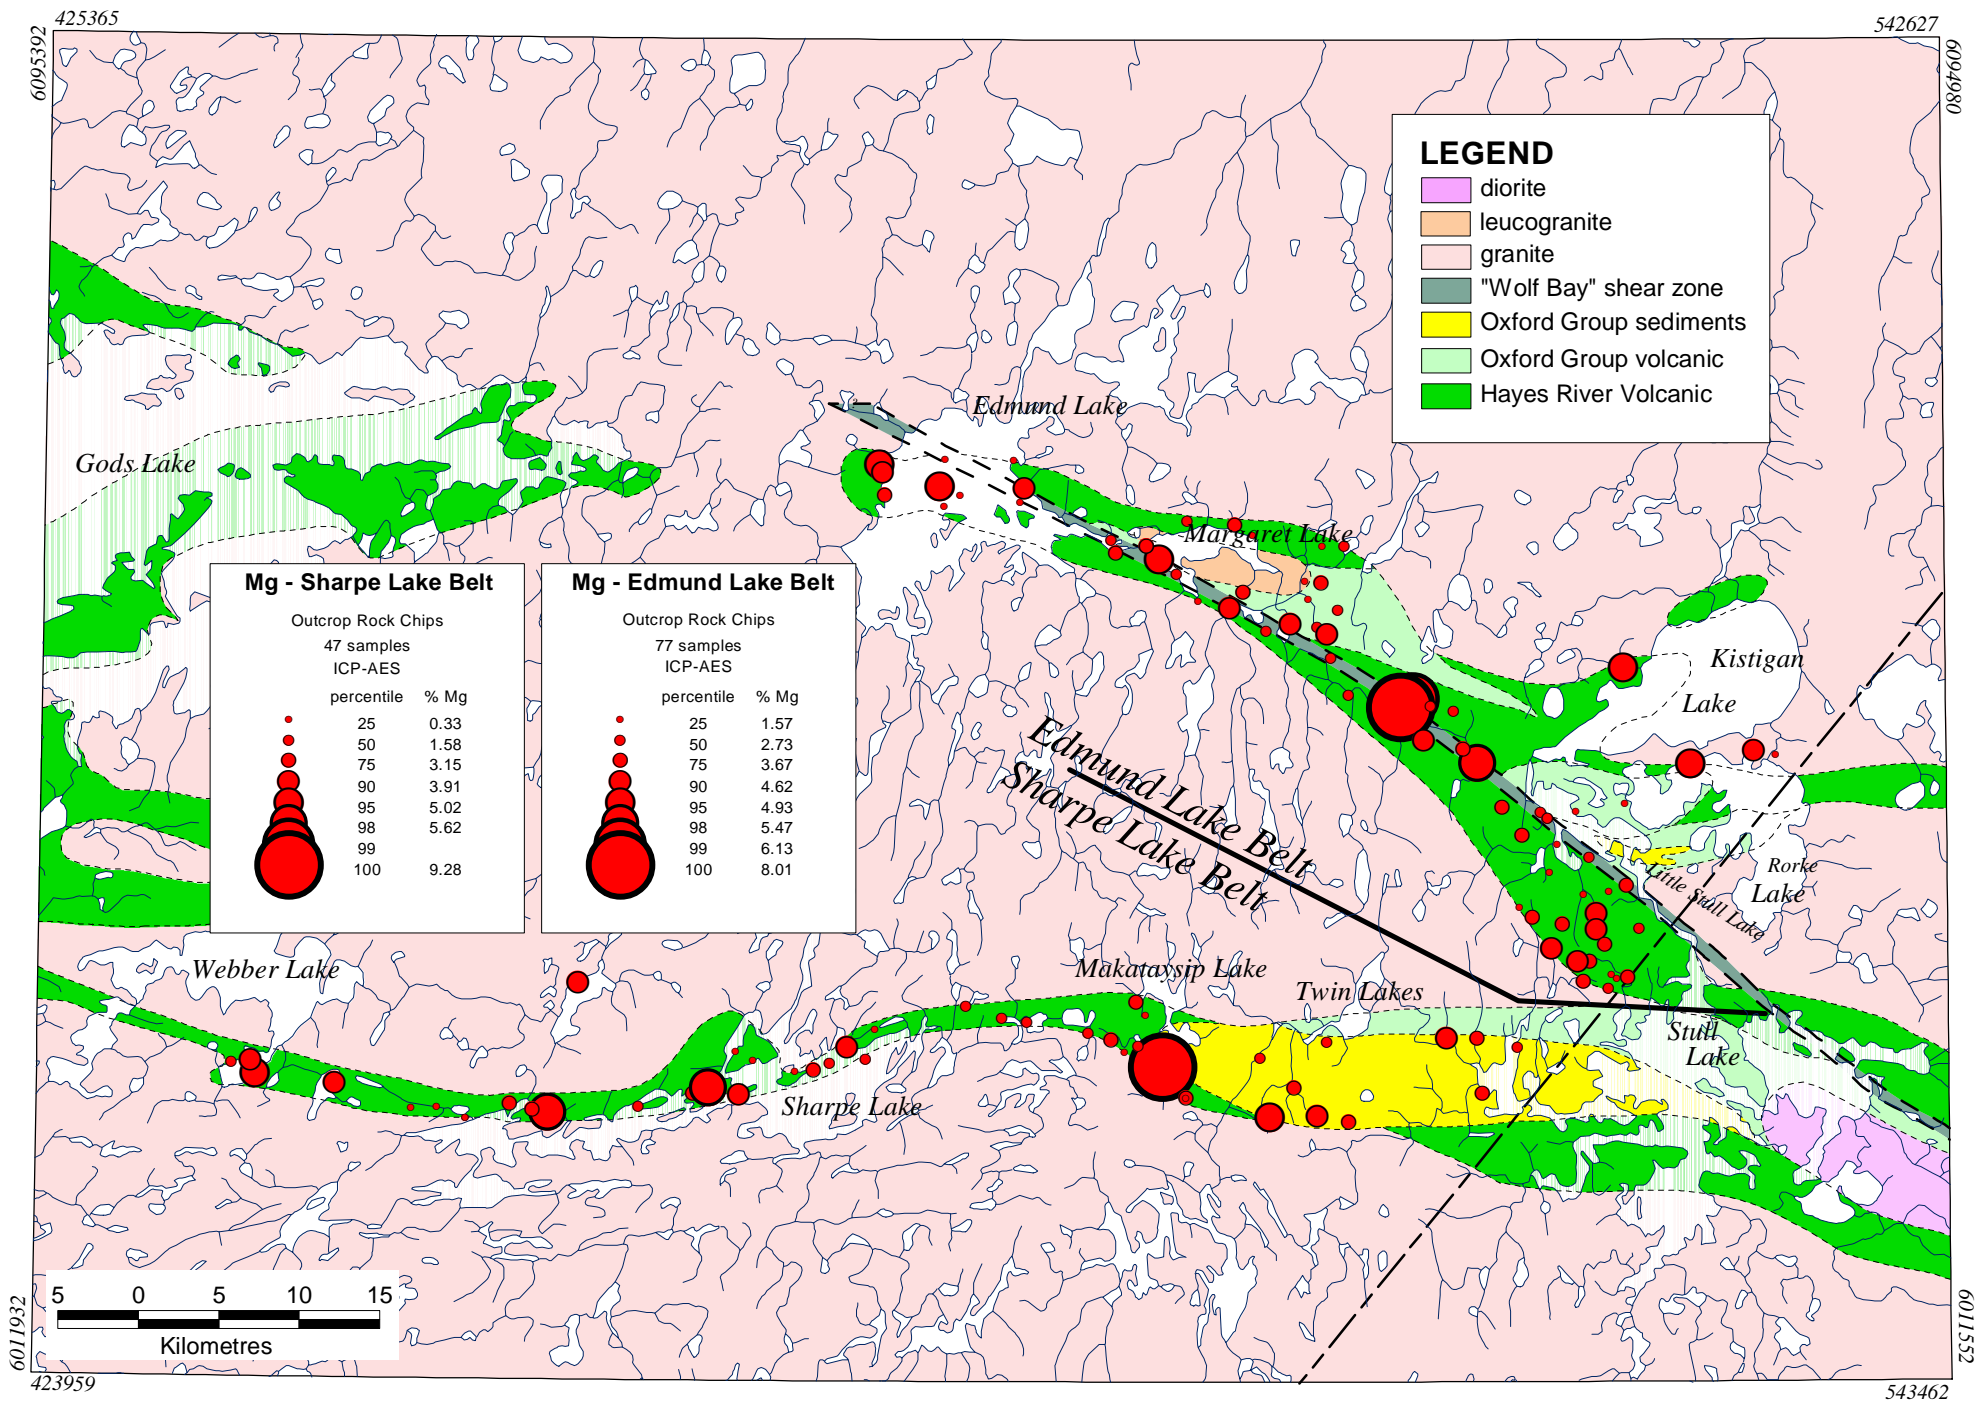 425365
542627
6095392
6094980
LEGEND
diorite
leucogranite
granite
"Wolf Bay" shear zone
Oxford Group sediments
Oxford Group volcanic
Hayes River Volcanic
Edmund Lake
Gods Lake
Margaret Lake
Mg - Sharpe Lake Belt
Outcrop Rock Chips
47 samples
ICP-AES
percentile % Mg
25 0.33
50 1.58
75 3.15
90 3.91
95 5.02
98 5.62
99
100 9.28
Mg - Edmund Lake Belt
Outcrop Rock Chips
77 samples
ICP-AES
percentile % Mg
25 1.57
50 2.73
75 3.67
90 4.62
95 4.93
98 5.47
99 6.13
100 8.01
Kistigan
Lake
Edmund Lake Belt
Sharpe Lake Belt
Rorke
Lake
Little Stull Lake
Webber Lake
Makataysip Lake
Twin Lakes
Stull
Lake
Sharpe Lake
5 0 5 10 15
Kilometres
6011932
6011552
423959
543462